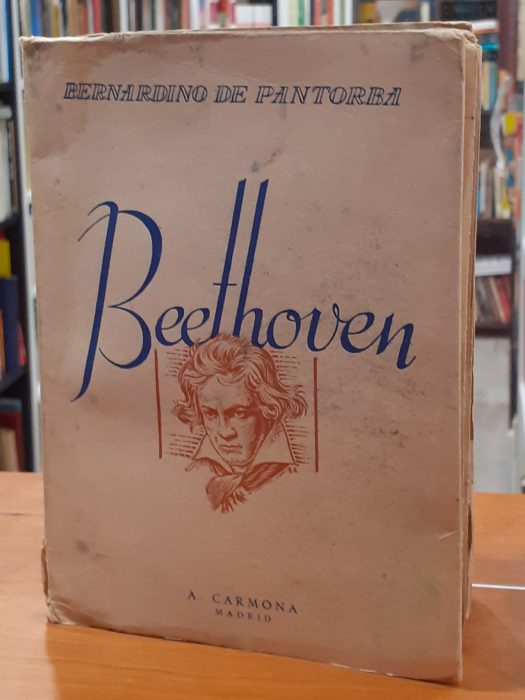 BERNARDINO DE PANTORBA
Beethoven
A. CARMONA
MADRID